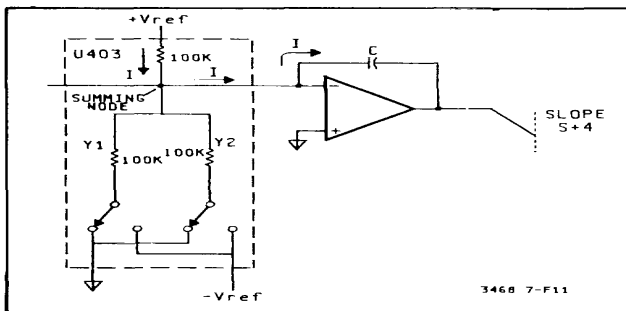 +Vref
U403
100K
I
I
I
C
SUMMING
NODE
-
+
SLOPE
S+4
Y1
100K
100K
Y2
-Vref
3468 7-F11